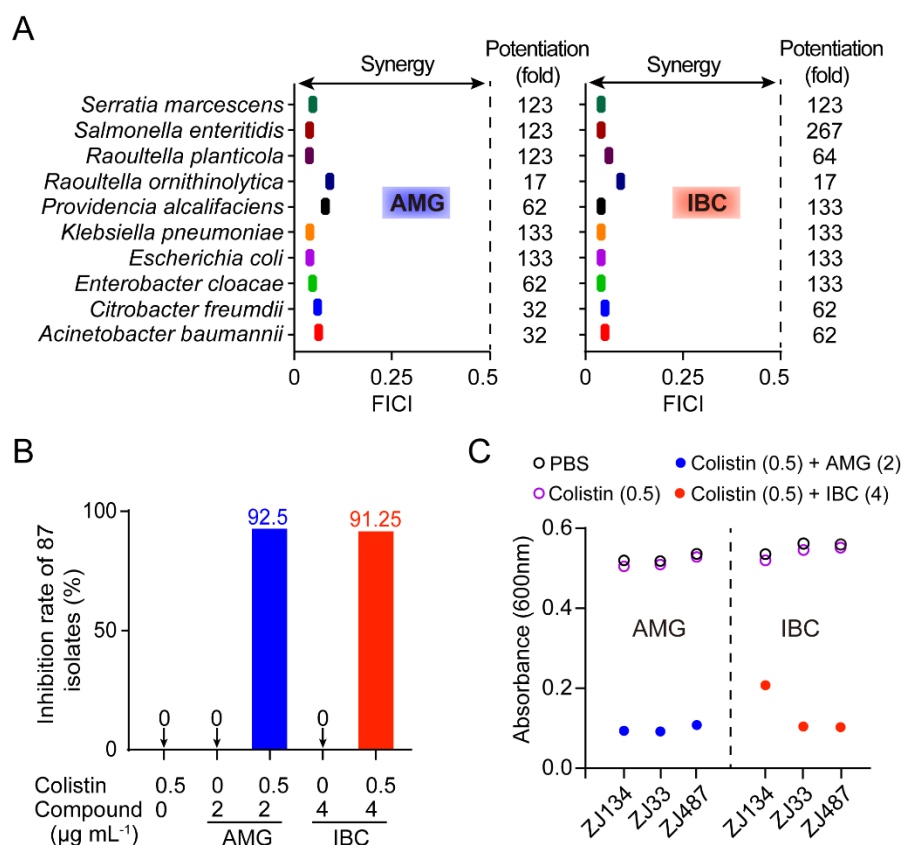 A
Synergy
Potentiation
(fold)
Synergy
Potentiation
(fold)
Serratia marcescens
123
123
Salmonella enteritidis
123
267
Raoultella planticola
123
64
Raoultella ornithinolytica
17
17
Providencia alcalifaciens
AMG
62
IBC
133
Klebsiella pneumoniae
133
133
Escherichia coli
133
133
Enterobacter cloacae
62
133
Citrobacter freumdii
32
62
Acinetobacter baumannii
32
62
0
0.25
0.5
0
0.25
0.5
FICI
FICI
B
Inhibition rate of 87
isolates (%)
100
50
0
0
0
92.5
0
91.25
Colistin
0.5
0
0.5
0
0.5
Compound
0
2
2
4
4
(µg mL⁻¹)
AMG
IBC
C
PBS
Colistin (0.5) + AMG (2)
Colistin (0.5)
Colistin (0.5) + IBC (4)
Absorbance (600nm)
0.6
0.4
0.2
0.0
AMG
IBC
ZJ134
ZJ33
ZJ487
ZJ134
ZJ33
ZJ487